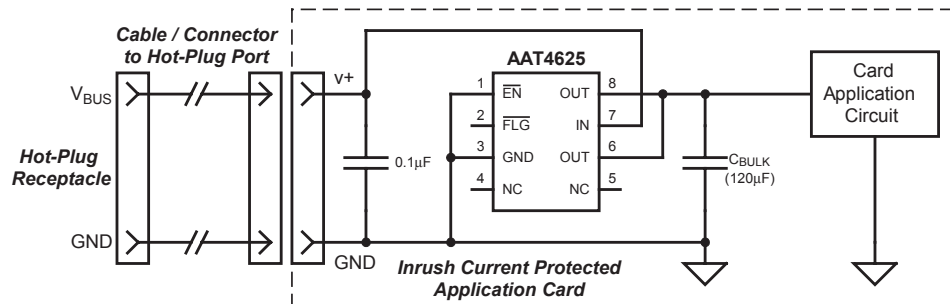 Cable / Connector
to Hot-Plug Port
V+
AAT4625
VBUS
Hot-Plug
Receptacle
GND
0.1µF
1
EN
OUT
8
2
FLG
IN
7
3
GND
OUT
6
4
NC
NC
5
CBULK
(120µF)
Card
Application
Circuit
GND
Inrush Current Protected
Application Card